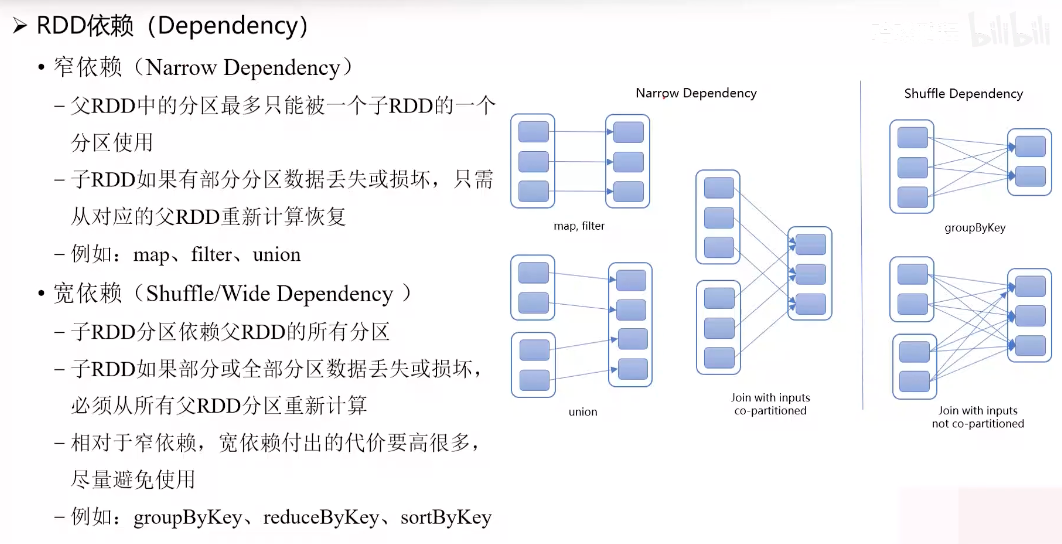 ➢ RDD依赖（Dependency）
• 窄依赖（Narrow Dependency）
– 父RDD中的分区最多只能被一个子RDD的一个
分区使用
– 子RDD如果有部分分区数据丢失或损坏，只需
从对应的父RDD重新计算恢复
– 例如：map、filter、union
• 宽依赖（Shuffle/Wide Dependency ）
– 子RDD分区依赖父RDD的所有分区
– 子RDD如果部分或全部分区数据丢失或损坏，
必须从所有父RDD分区重新计算
– 相对于窄依赖，宽依赖付出的代价要高很多，
尽量避免使用
– 例如：groupByKey、reduceByKey、sortByKey
Narrow Dependency
map, filter
union
Join with inputs
co-partitioned
Shuffle Dependency
groupByKey
Join with inputs
not co-partitioned
bilibili